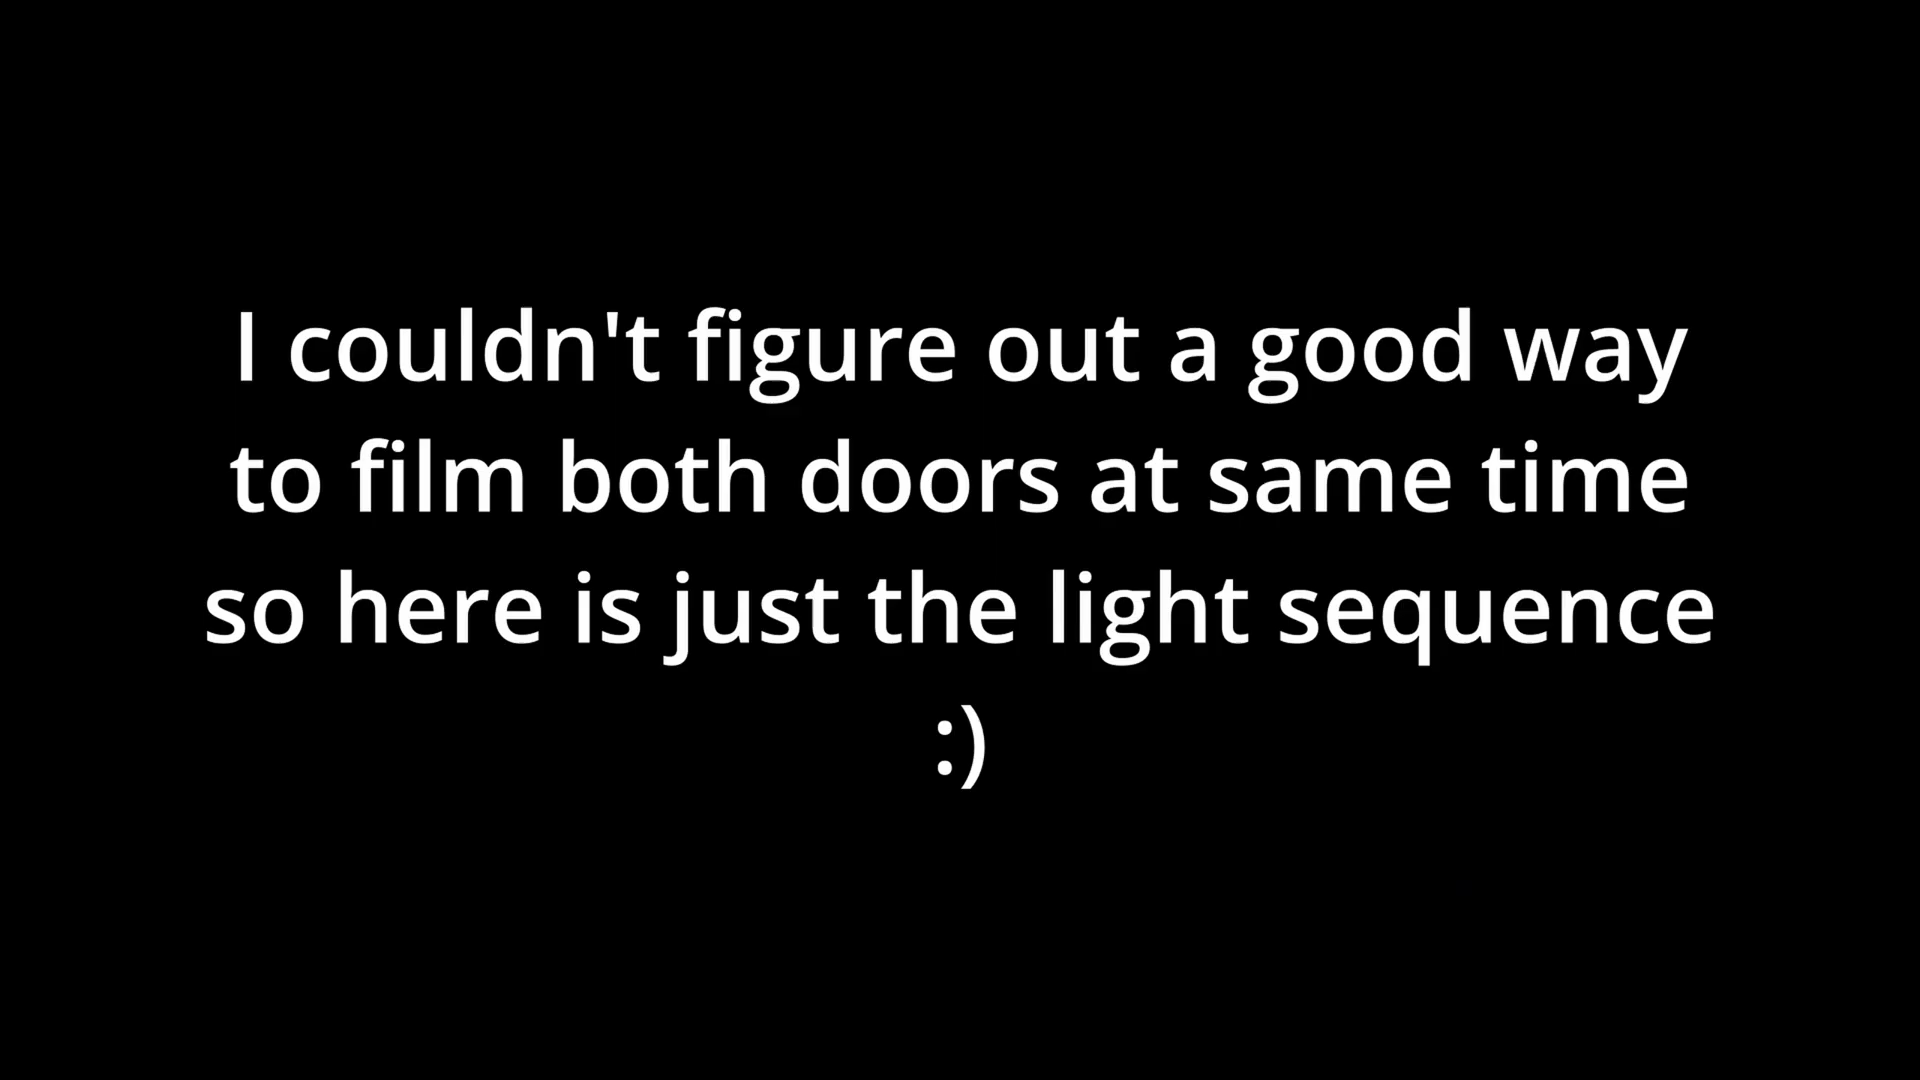 I couldn't figure out a good way
to film both doors at same time
so here is just the light sequence
:)